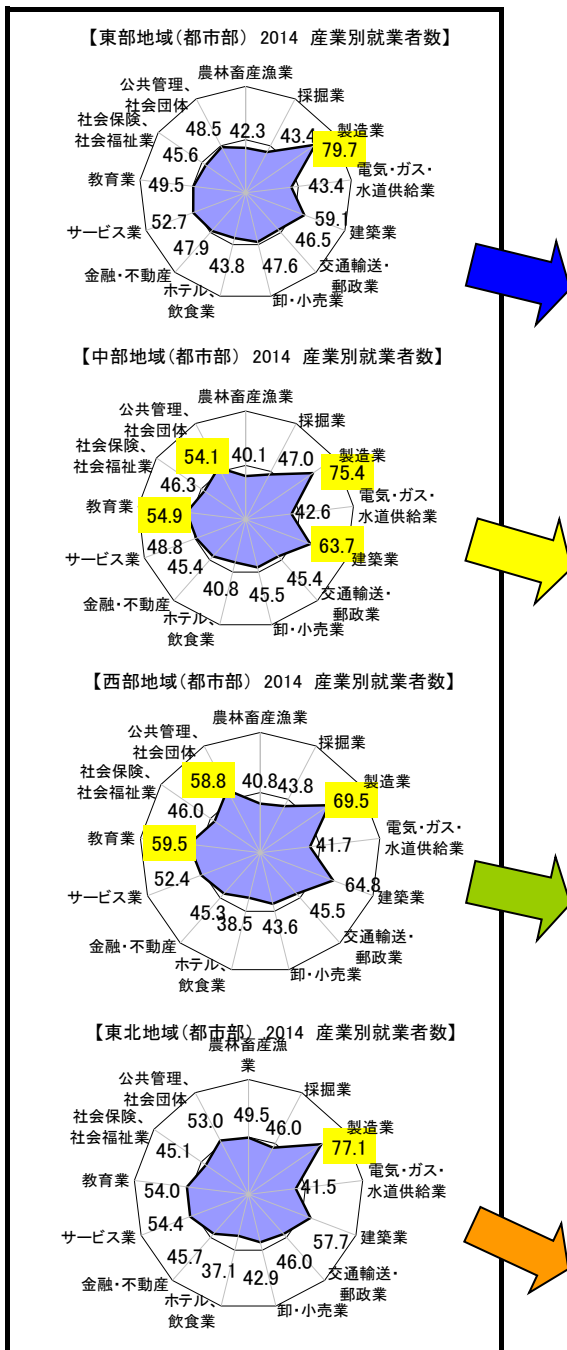 【東部地域(都市部) 2014 産業別就業者数】
農林畜産漁業
42.3
採掘業
43.4
製造業
79.7
電気・ガス・
水道供給業
43.4
建築業
59.1
交通輸送・
郵政業
46.5
卸・小売業
47.6
ホテル、
飲食業
43.8
金融・不動産
47.9
サービス業
52.7
教育業
49.5
社会保険、
社会福祉業
45.6
公共管理、
社会団体
48.5
【中部地域(都市部) 2014 産業別就業者数】
農林畜産漁業
40.1
採掘業
47.0
製造業
75.4
電気・ガス・
水道供給業
42.6
建築業
63.7
交通輸送・
郵政業
45.4
卸・小売業
45.5
ホテル、
飲食業
40.8
金融・不動産
45.4
サービス業
48.8
教育業
54.9
社会保険、
社会福祉業
46.3
公共管理、
社会団体
54.1
【西部地域(都市部) 2014 産業別就業者数】
農林畜産漁業
40.8
採掘業
43.8
製造業
69.5
電気・ガス・
水道供給業
41.7
建築業
64.8
交通輸送・
郵政業
45.5
卸・小売業
43.6
ホテル、
飲食業
38.5
金融・不動産
45.3
サービス業
52.4
教育業
59.5
社会保険、
社会福祉業
46.0
公共管理、
社会団体
58.8
【東北地域(都市部) 2014 産業別就業者数】
農林畜産漁
業
49.5
採掘業
46.0
製造業
77.1
電気・ガス・
水道供給業
41.5
建築業
57.7
交通輸送・
郵政業
46.0
卸・小売業
42.9
ホテル、
飲食業
37.1
金融・不動産
45.7
サービス業
54.4
教育業
54.0
社会保険、
社会福祉業
45.1
公共管理、
社会団体
53.0